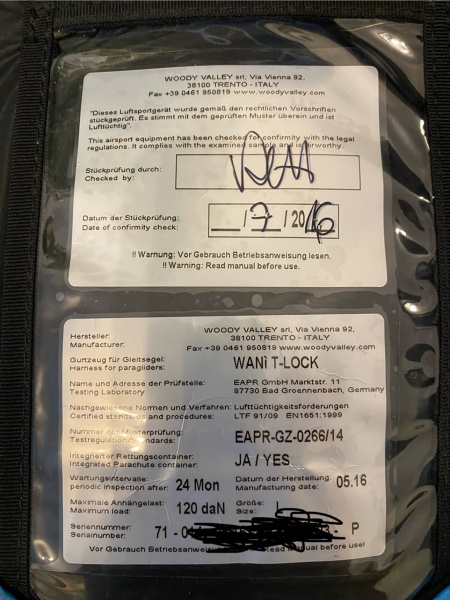 WOODY VALLEY srl, Via Vienna 92,
38100 TRENTO - ITALY
Fax +39 0461 950819 www.woodyvalley.com
"Dieses Luftsportgerät wurde gemäß den rechtlichen Vorschriften
stückgeprüft. Es stimmt mit dem geprüften Muster überein und ist
Lufttüchtig".
This airsport equipment has been checked for confirmity with the legal
regulations. It complies with the examined sample and is airworthy.
Stückprüfung durch:
Checked by:
Datum der Stückprüfung:
Date of confirmity check:
__/7/2016
!! Warnung: Vor Gebrauch Betriebsanweisung lesen.
!! Warning: Read manual before use.
Hersteller:
Manufacturer:
WOODY VALLEY srl, Via Vienna 92,
38100 TRENTO - ITALY
Fax +39 0461 950819 www.woodyvalley.com
Gurtzeug für Gleitsegel:
Harness for paragliders:
WANI T-LOCK
Name und Adresse der Prüfstelle:
Testing Laboratory
EAPR GmbH Marktstr. 11
87730 Bad Groennenbach, Germany
Nachgewiesene Normen und Verfahren:
Certified standards and procedures:
Lufttüchtigkeitsforderungen
LTF 91/09 EN1651:1999
Nummer der Musterprüfung:
Testregulation/Standards:
EAPR-GZ-0266/14
Integrierter Rettungscontainer:
Integrated Parachute container:
JA / YES
Wartungsintervalle:
periodic inspection after:
24 Mon
Datum der Herstellung:
Manufacturing date:
05.16
Maximale Anhängelast:
Maximum load:
120 daN
Größe:
Size:
L
Seriennummer:
Serialnumber:
71 - 0
P
Vor Gebrauch Betriebsanweisung
Read manual before use!